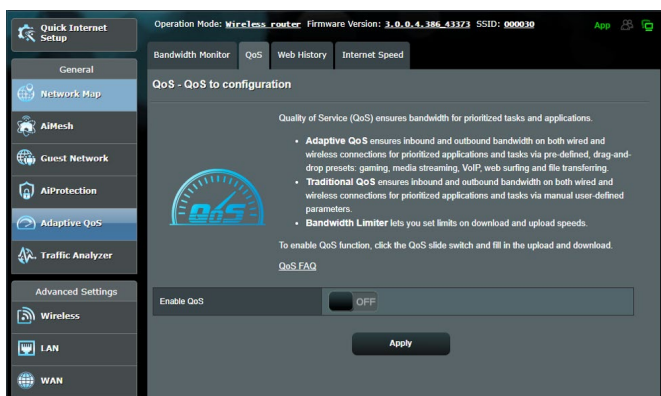 Quick Internet
Setup
Operation Mode: Wireless router Firmware Version: 3.0.0.4.386_43373 SSID: 000030
App
General
Network Map
AiMesh
Guest Network
AiProtection
Adaptive QoS
Traffic Analyzer
Advanced Settings
Wireless
LAN
WAN
Bandwidth Monitor
QoS
Web History
Internet Speed
QoS - QoS to configuration
QoS
Quality of Service (QoS) ensures bandwidth for prioritized tasks and applications.
• Adaptive QoS ensures inbound and outbound bandwidth on both wired and
wireless connections for prioritized applications and tasks via pre-defined, drag-and-
drop presets: gaming, media streaming, VoIP, web surfing and file transferring.
• Traditional QoS ensures inbound and outbound bandwidth on both wired and
wireless connections for prioritized applications and tasks via manual user-defined
parameters.
• Bandwidth Limiter lets you set limits on download and upload speeds.
To enable QoS function, click the QoS slide switch and fill in the upload and download.
QoS FAQ
Enable QoS
OFF
Apply